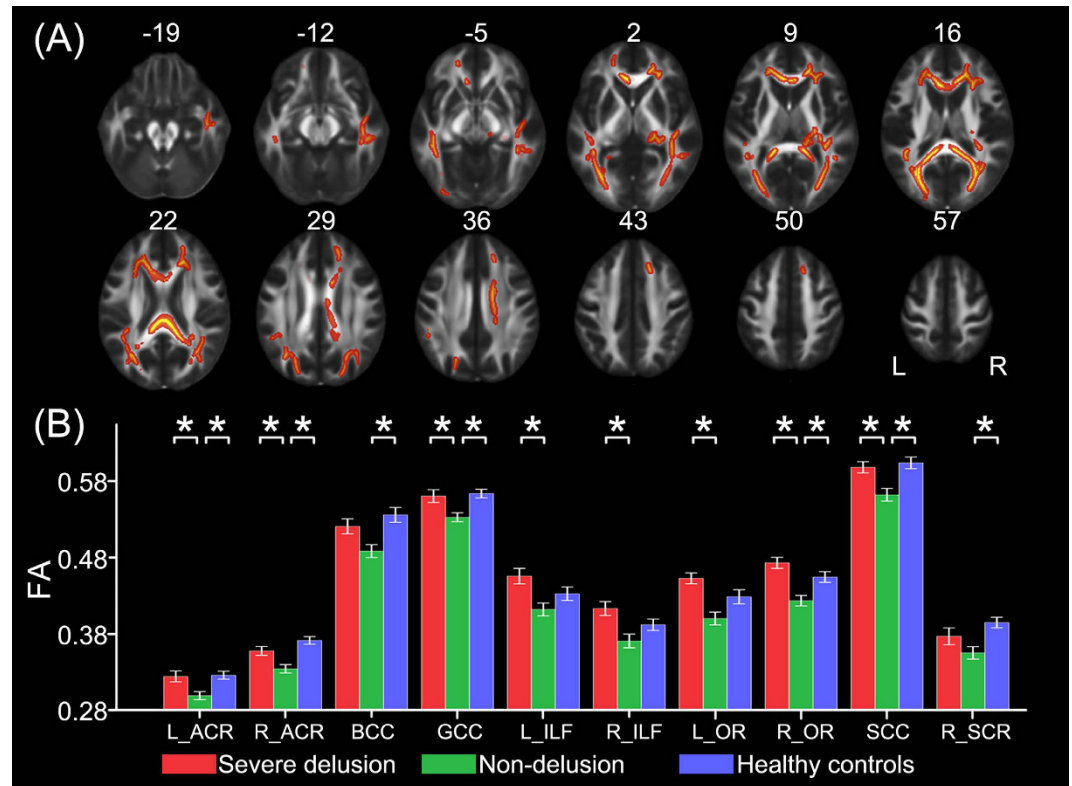 (A)
-19 -12 -5 2 9 16
22 29 36 43 50 57
L R
(B)
* * * * * * * * * * * * * * *
FA
0.58
0.48
0.38
0.28
L_ACR R_ACR BCC GCC L_ILF R_ILF L_OR R_OR SCC R_SCR
Severe delusion Non-delusion Healthy controls